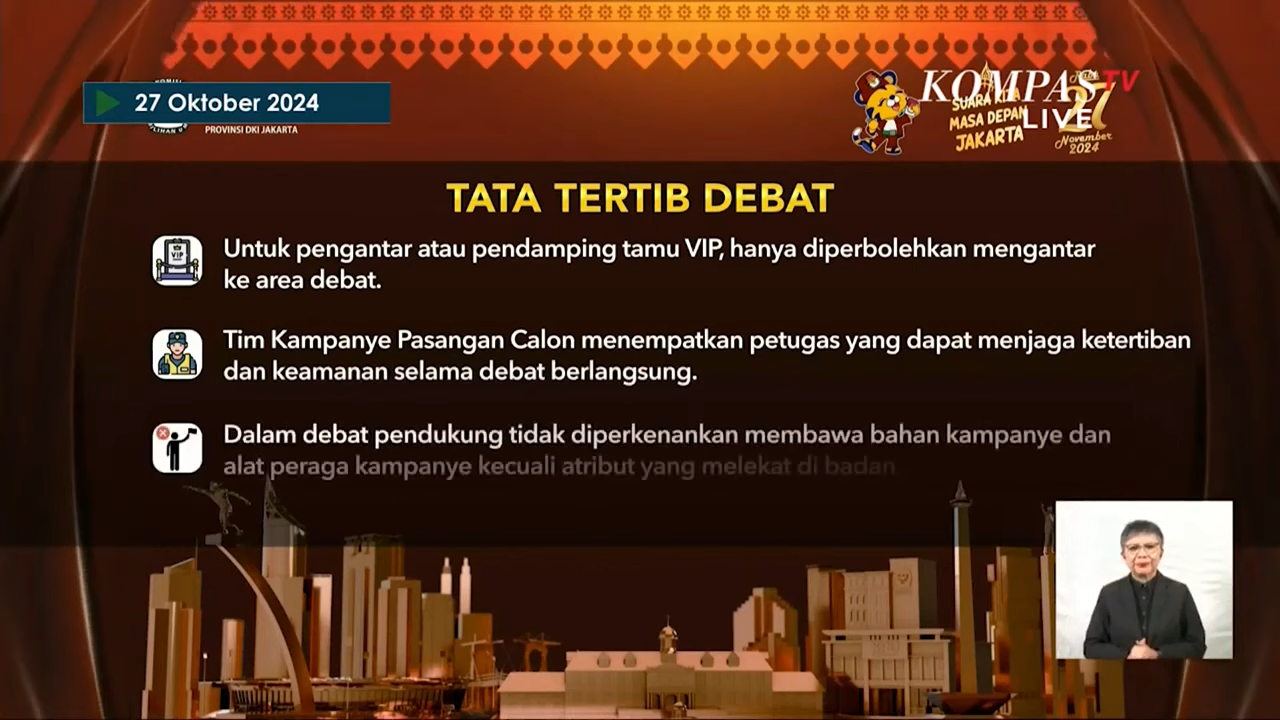 27 Oktober 2024
PROVINSI DKI JAKARTA
KOMPAS TV
LIVE
SUARA KITA
MASA DEPAN
JAKARTA
27
November
2024
TATA TERTIB DEBAT
VIP
Untuk pengantar atau pendamping tamu VIP, hanya diperbolehkan mengantar
ke area debat.
Tim Kampanye Pasangan Calon menempatkan petugas yang dapat menjaga ketertiban
dan keamanan selama debat berlangsung.
Dalam debat pendukung tidak diperkenankan membawa bahan kampanye dan
alat peraga kampanye kecuali atribut yang melekat di badan.